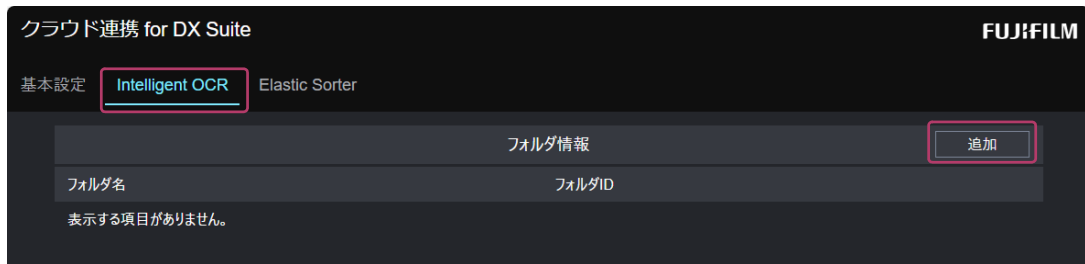 クラウド連携 for DX Suite
FUJIFILM
基本設定 Intelligent OCR Elastic Sorter
フォルダ情報 追加
フォルダ名 フォルダID
表示する項目がありません。